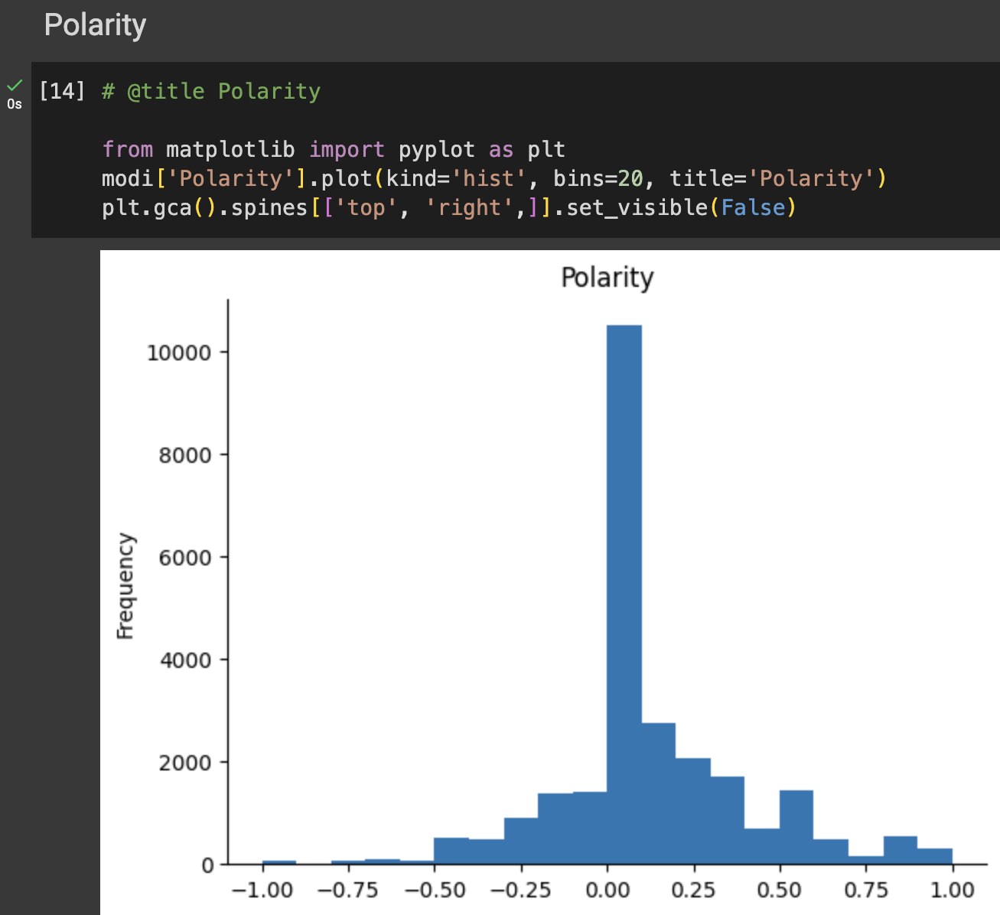 Polarity
0s
[14] # @title Polarity
from matplotlib import pyplot as plt
modi['Polarity'].plot(kind='hist', bins=20, title='Polarity')
plt.gca().spines[['top', 'right',]].set_visible(False)
Polarity
10000
8000
6000
4000
2000
0
Frequency
−1.00 −0.75 −0.50 −0.25 0.00 0.25 0.50 0.75 1.00